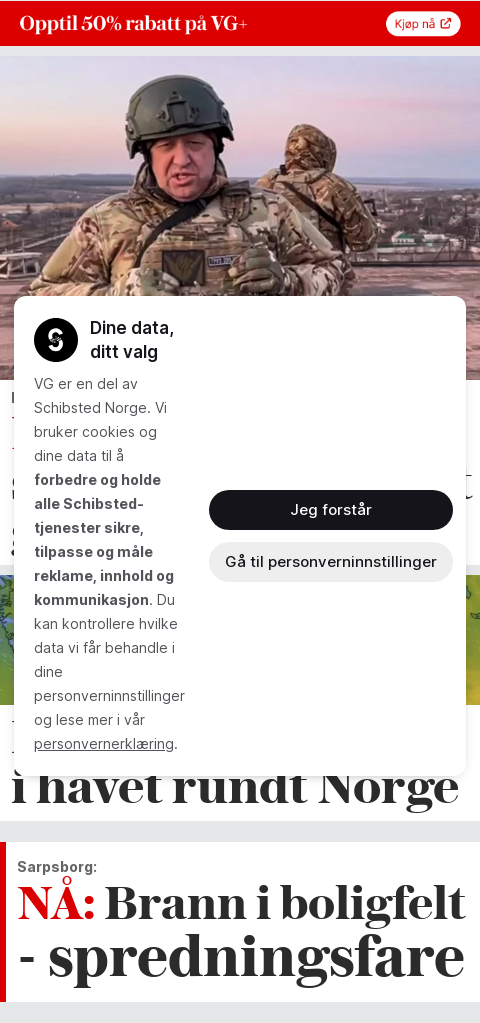 Opptil 50% rabatt på VG+
Kjøp nå
Dine data,
ditt valg
VG er en del av
Schibsted Norge. Vi
bruker cookies og
dine data til å
forbedre og holde
alle Schibsted-
tjenester sikre,
tilpasse og måle
reklame, innhold og
kommunikasjon. Du
kan kontrollere hvilke
data vi får behandle i
dine
personverninnstillinger
og lese mer i vår
personvernerklæring.
Jeg forstår
Gå til personverninnstillinger
i havet rundt Norge
Sarpsborg:
NÅ: Brann i boligfelt
- spredningsfare